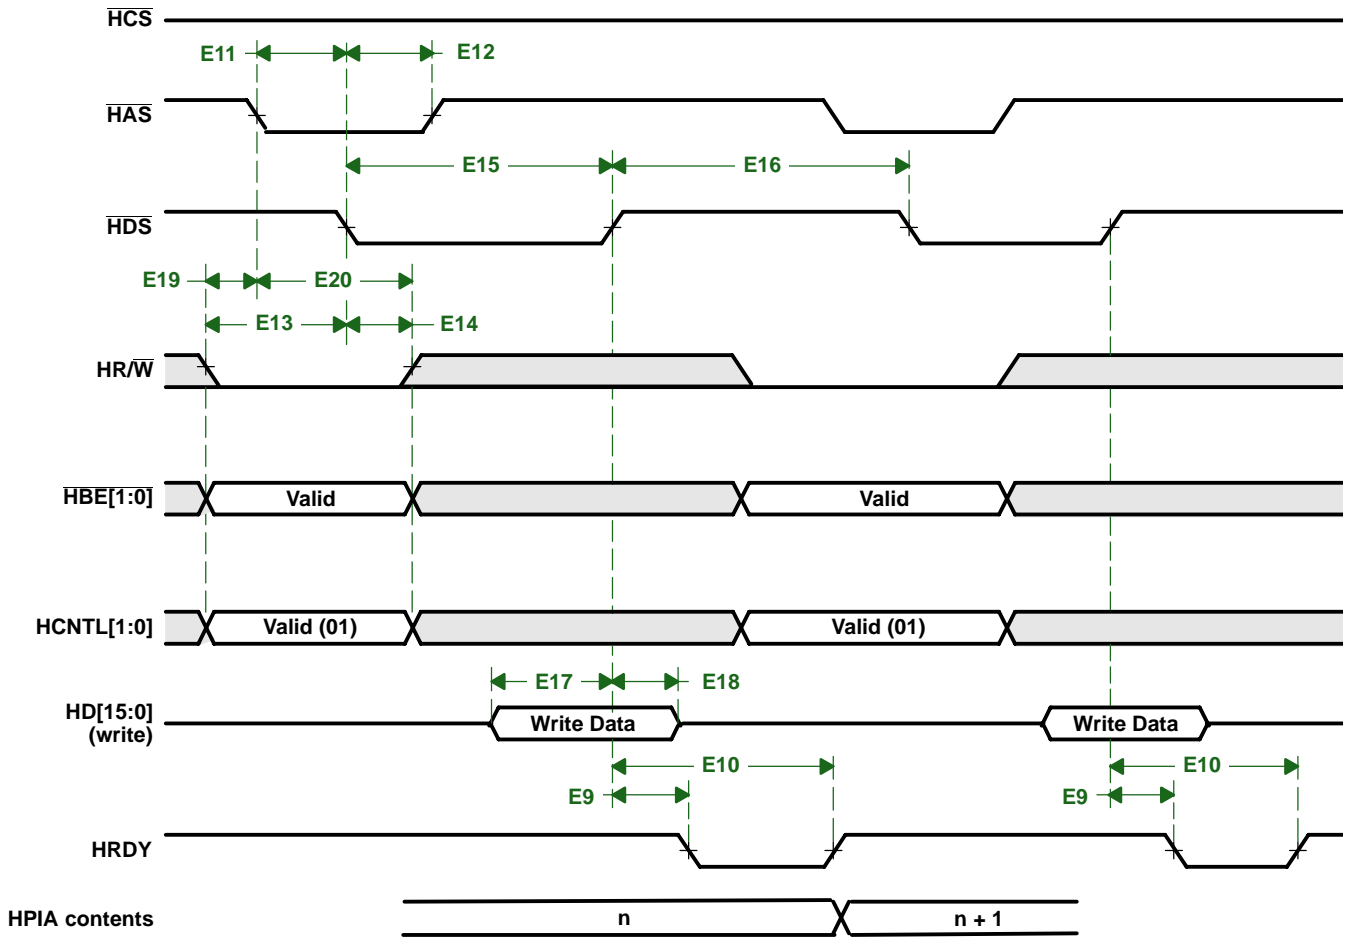 HCS
E11
E12
HAS
E15
E16
HDS
E19
E20
E13
E14
HR/W
HBE[1:0]
Valid
Valid
HCNTL[1:0]
Valid (01)
Valid (01)
E17
E18
HD[15:0]
(write)
Write Data
Write Data
E10
E10
E9
E9
HRDY
HPIA contents
n
n + 1